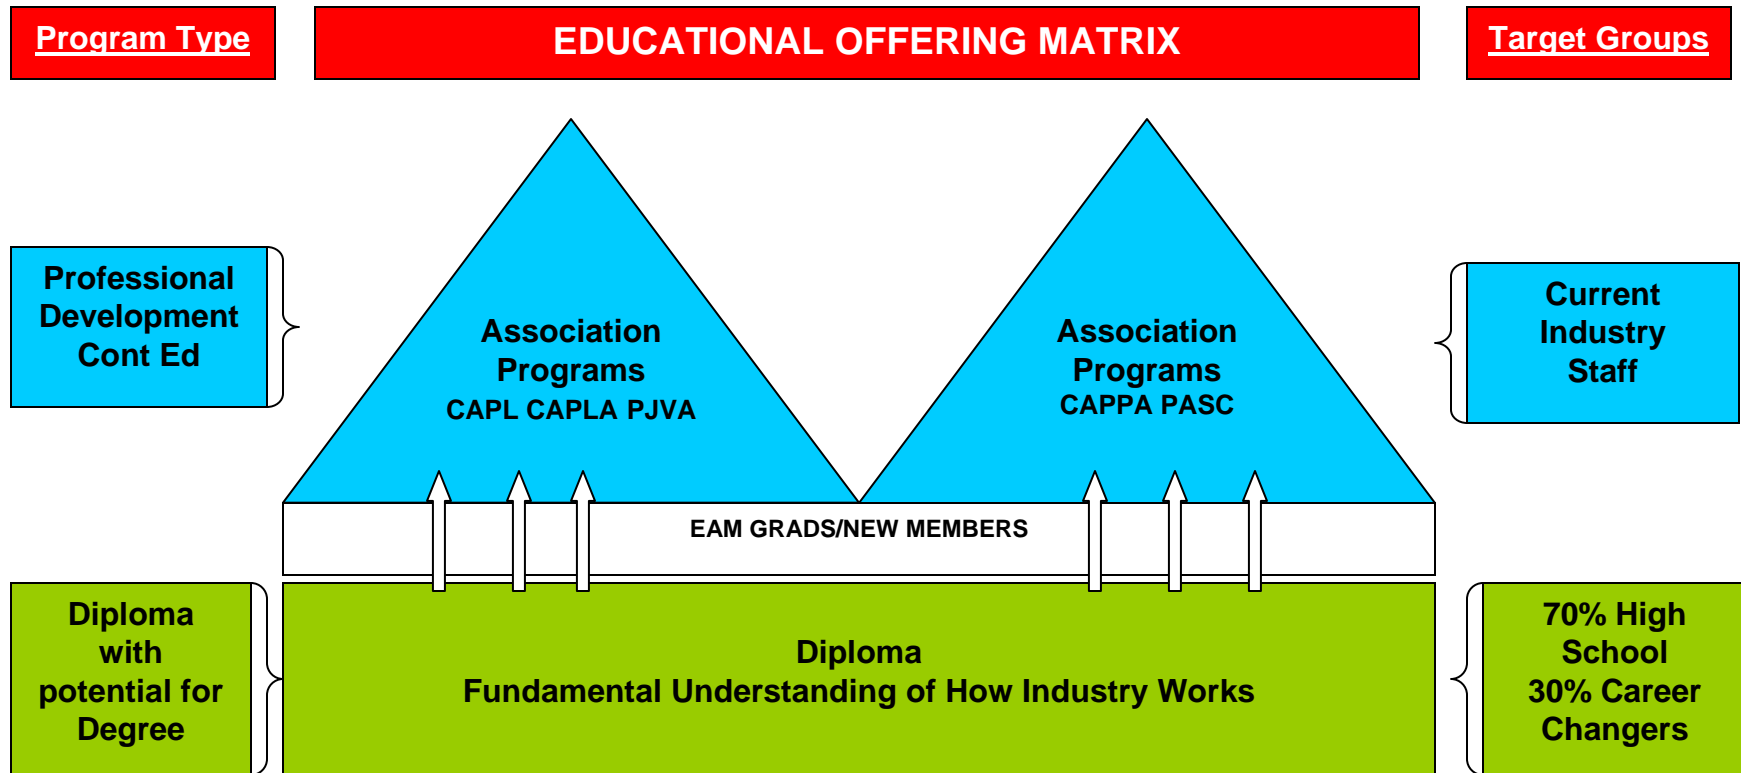 Program Type
EDUCATIONAL OFFERING MATRIX
Target Groups
Professional
Development
Cont Ed
Association
Programs
CAPL CAPLA PJVA
Association
Programs
CAPPA PASC
Current
Industry
Staff
EAM GRADS/NEW MEMBERS
Diploma
with
potential for
Degree
Diploma
Fundamental Understanding of How Industry Works
70% High
School
30% Career
Changers